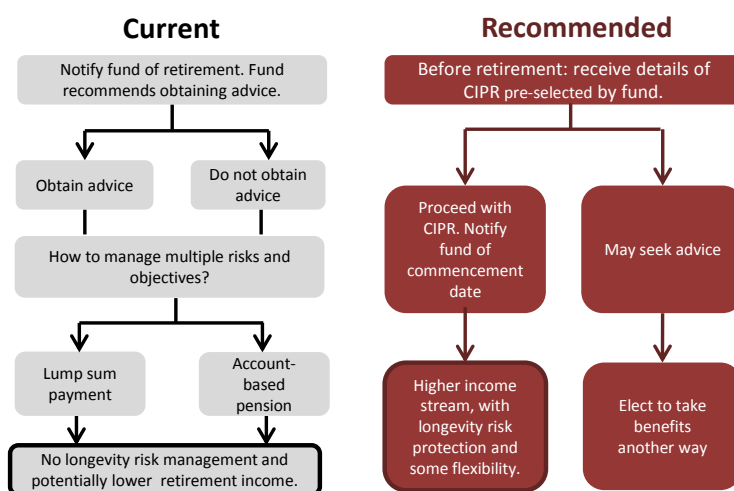 Current
Notify fund of retirement. Fund
recommends obtaining advice.
Obtain advice
Do not obtain
advice
How to manage multiple risks and
objectives?
Lump sum
payment
Account-
based
pension
No longevity risk management and
potentially lower retirement income.
Recommended
Before retirement: receive details of
CIPR pre-selected by fund.
Proceed with
CIPR. Notify
fund of
commencement
date
May seek advice
Higher income
stream, with
longevity risk
protection and
some flexibility.
Elect to take
benefits
another way